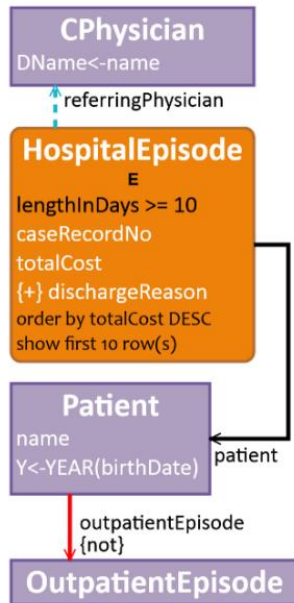 CPhysician
DName<-name
referringPhysician
HospitalEpisode
E
lengthInDays >= 10
caseRecordNo
totalCost
{+} dischargeReason
order by totalCost DESC
show first 10 row(s)
Patient
name
Y<-YEAR(birthDate)
patient
outpatientEpisode
{not}
OutpatientEpisode